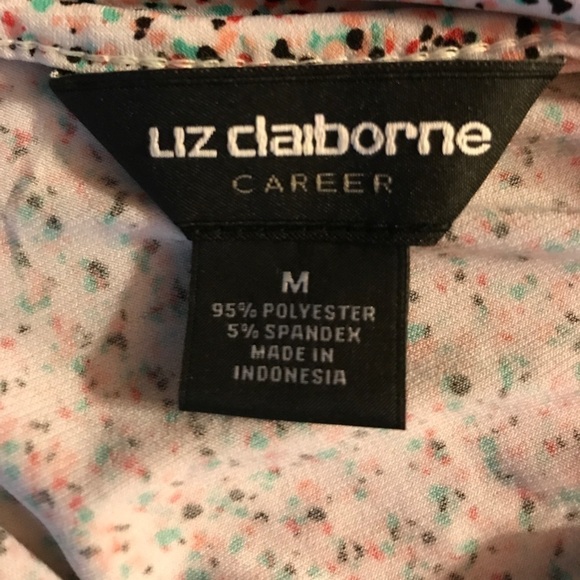 Liz claiborne
CAREER
M
95% POLYESTER
5% SPANDEX
MADE IN
INDONESIA